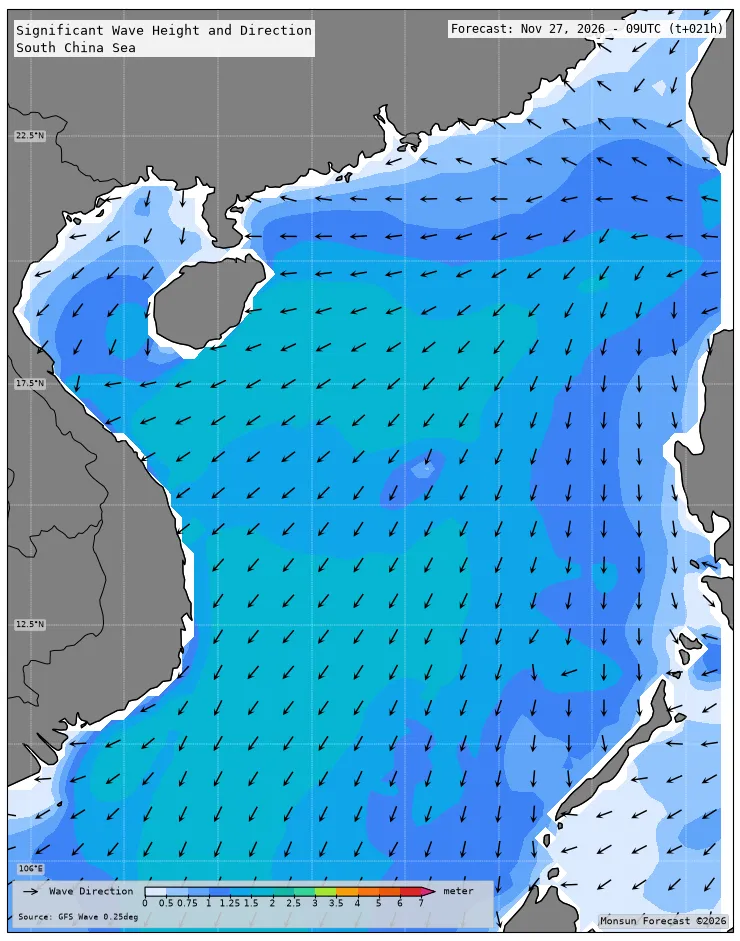 Significant Wave Height and Direction
South China Sea
Forecast: Nov 27, 2026 - 09UTC (t+021h)
22.5°N
17.5°N
12.5°N
106°E
Wave Direction
meter
0 0.5 0.75 1 1.25 1.5 2 2.5 3 3.5 4 5 6 7
Source: GFS Wave 0.25deg
Monsun Forecast ©2026